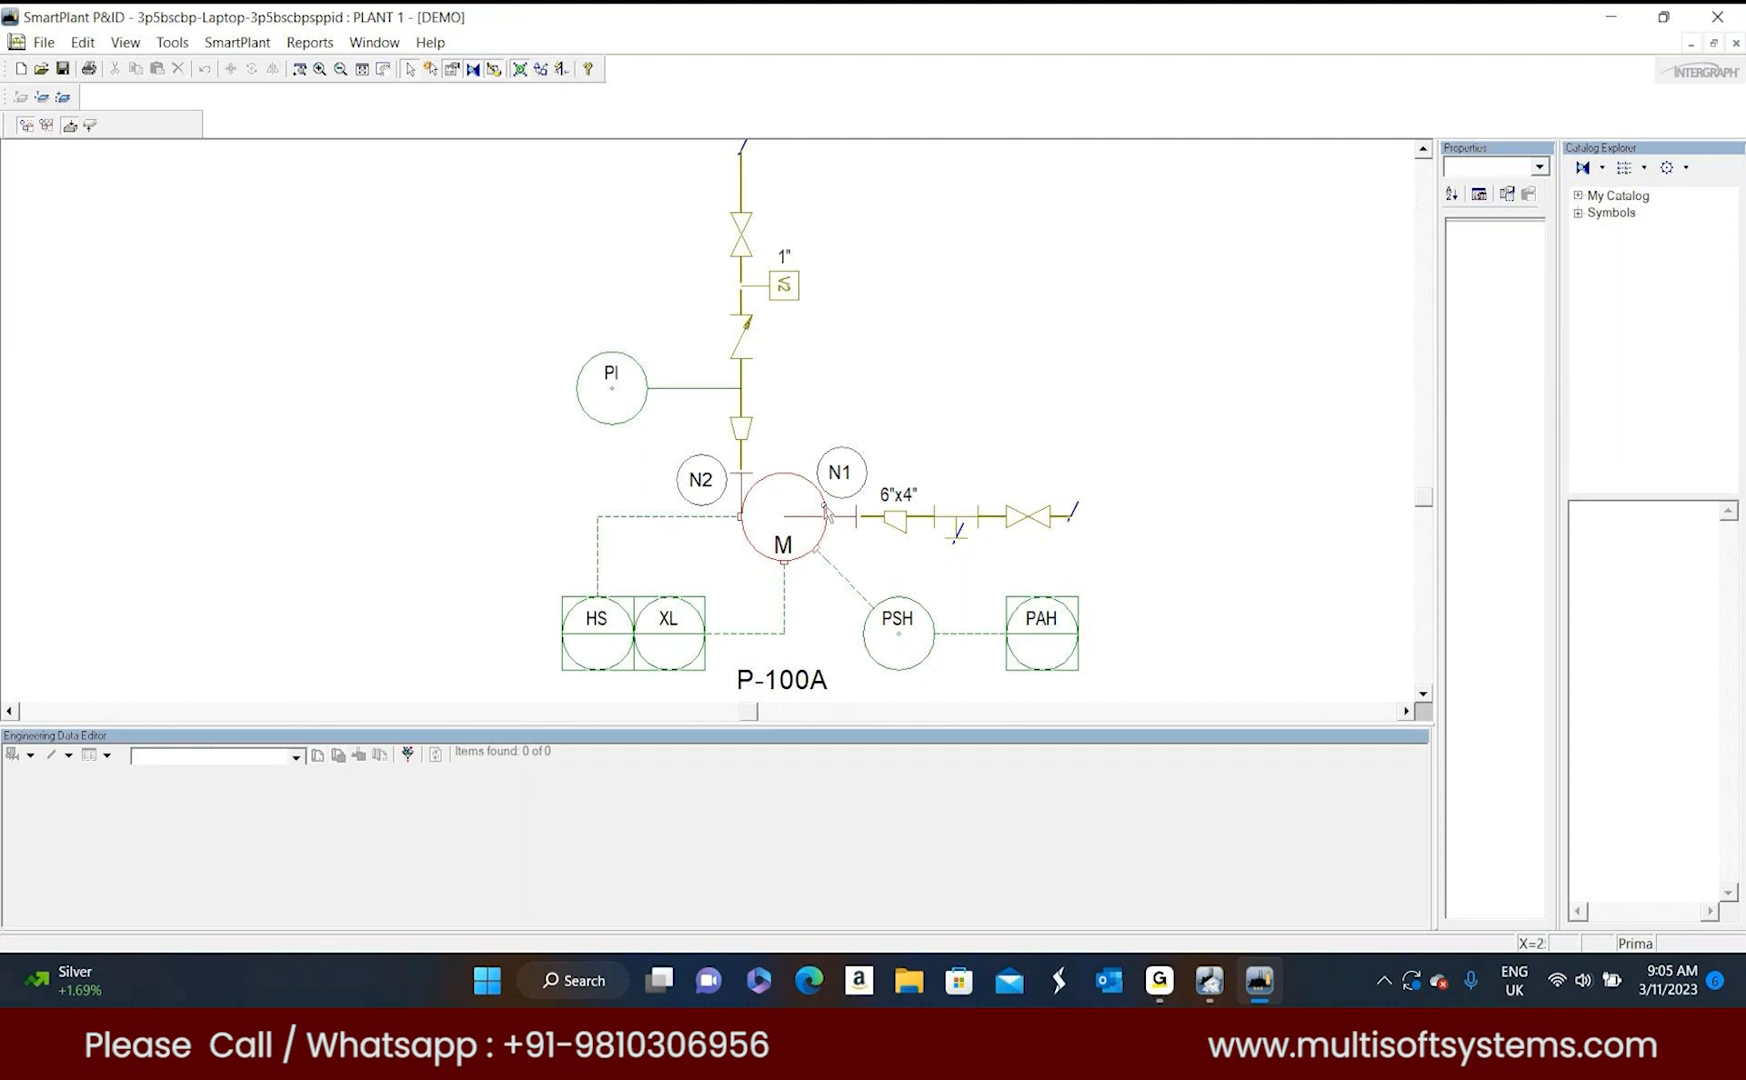 SmartPlant P&ID - 3p5bscbp-Laptop-3p5bscbpsppid : PLANT 1 - [DEMO]
File Edit View Tools SmartPlant Reports Window Help
INTERGRAPH
Properties
Catalog Explorer
My Catalog
Symbols
1"
V2
PI
N2
N1
6"x4"
M
HS
XL
PSH
PAH
P-100A
Engineering Data Editor
Items found: 0 of 0
X=2
Prima
Silver
+1.69%
Search
ENG
UK
9:05 AM
3/11/2023
6
Please Call / Whatsapp : +91-9810306956
www.multisoftsystems.com